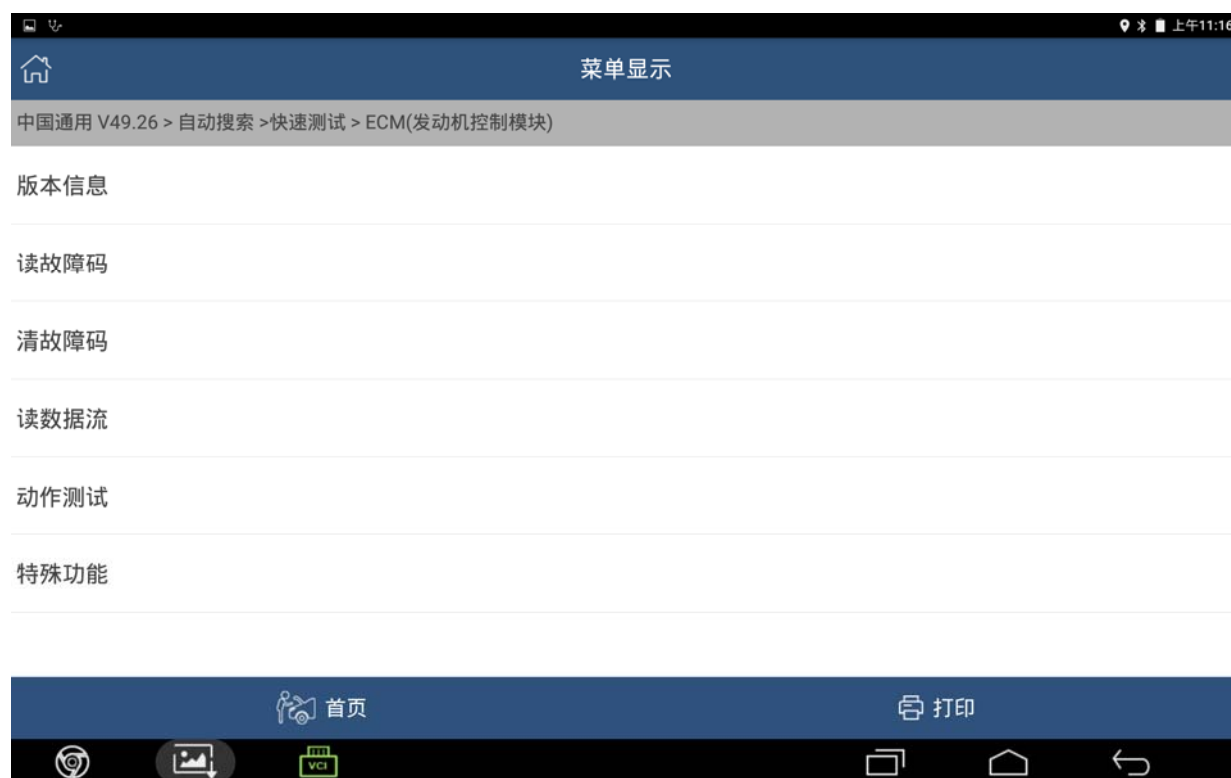 上午11:16
菜单显示
中国通用 V49.26 > 自动搜索 >快速测试 > ECM(发动机控制模块)
版本信息
读故障码
清故障码
读数据流
动作测试
特殊功能
首页
打印
VCI